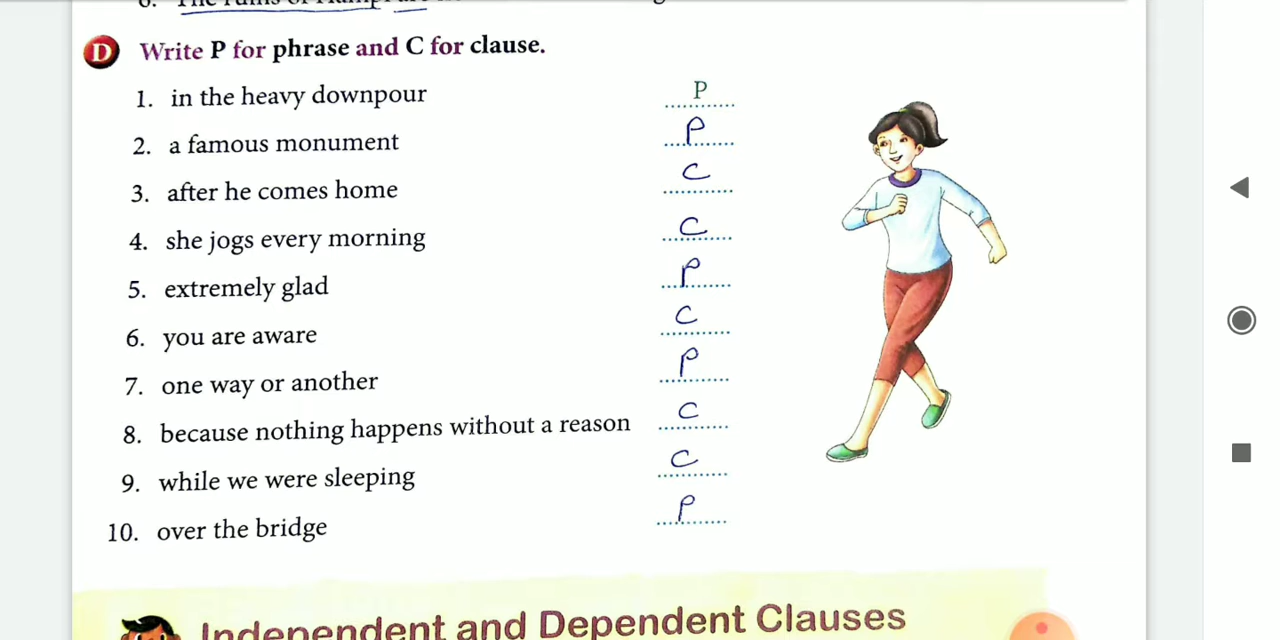 D Write P for phrase and C for clause.
1. in the heavy downpour P
2. a famous monument P
3. after he comes home C
4. she jogs every morning C
5. extremely glad P
6. you are aware C
7. one way or another P
8. because nothing happens without a reason C
9. while we were sleeping C
10. over the bridge P
Independent and Dependent Clauses